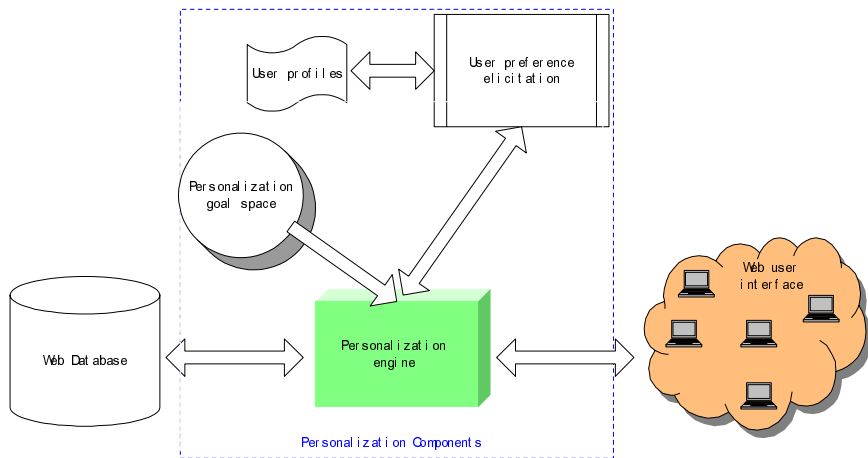 User profiles
User preference
elicitation
Personalization
goal space
Web user
interface
Web Database
Personalization
engine
Personalization Components